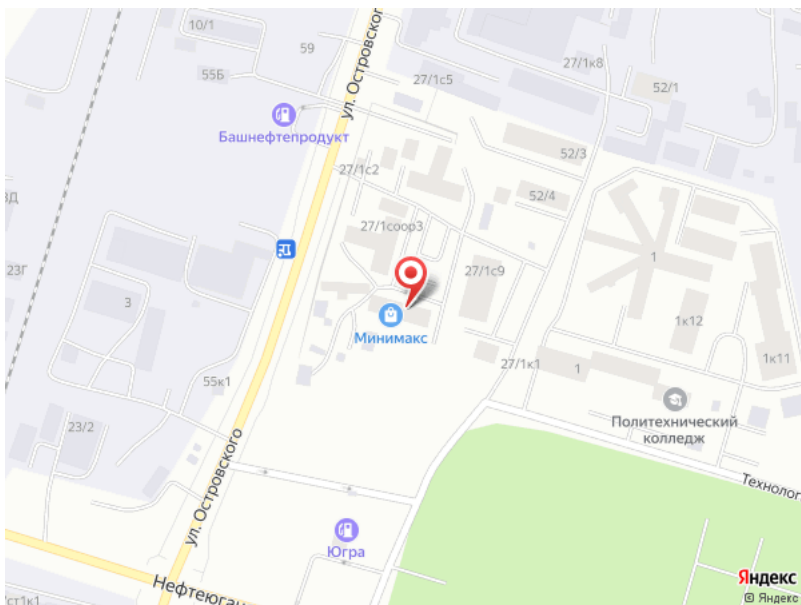 10/1
59
55Б
ул. Островского
27/1с5
27/1к8
52/1
Башнефтепродукт
27/1с2
52/3
52/4
3Д
27/1соор3
23Г
27/1с9
1
3
1к12
Минимакс
27/1к1
1
1к11
55к1
Политехнический
колледж
23/2
ул. Островского
Технолог
Югра
Нефтеюган
ст1к1
Яндекс
© Яндекс